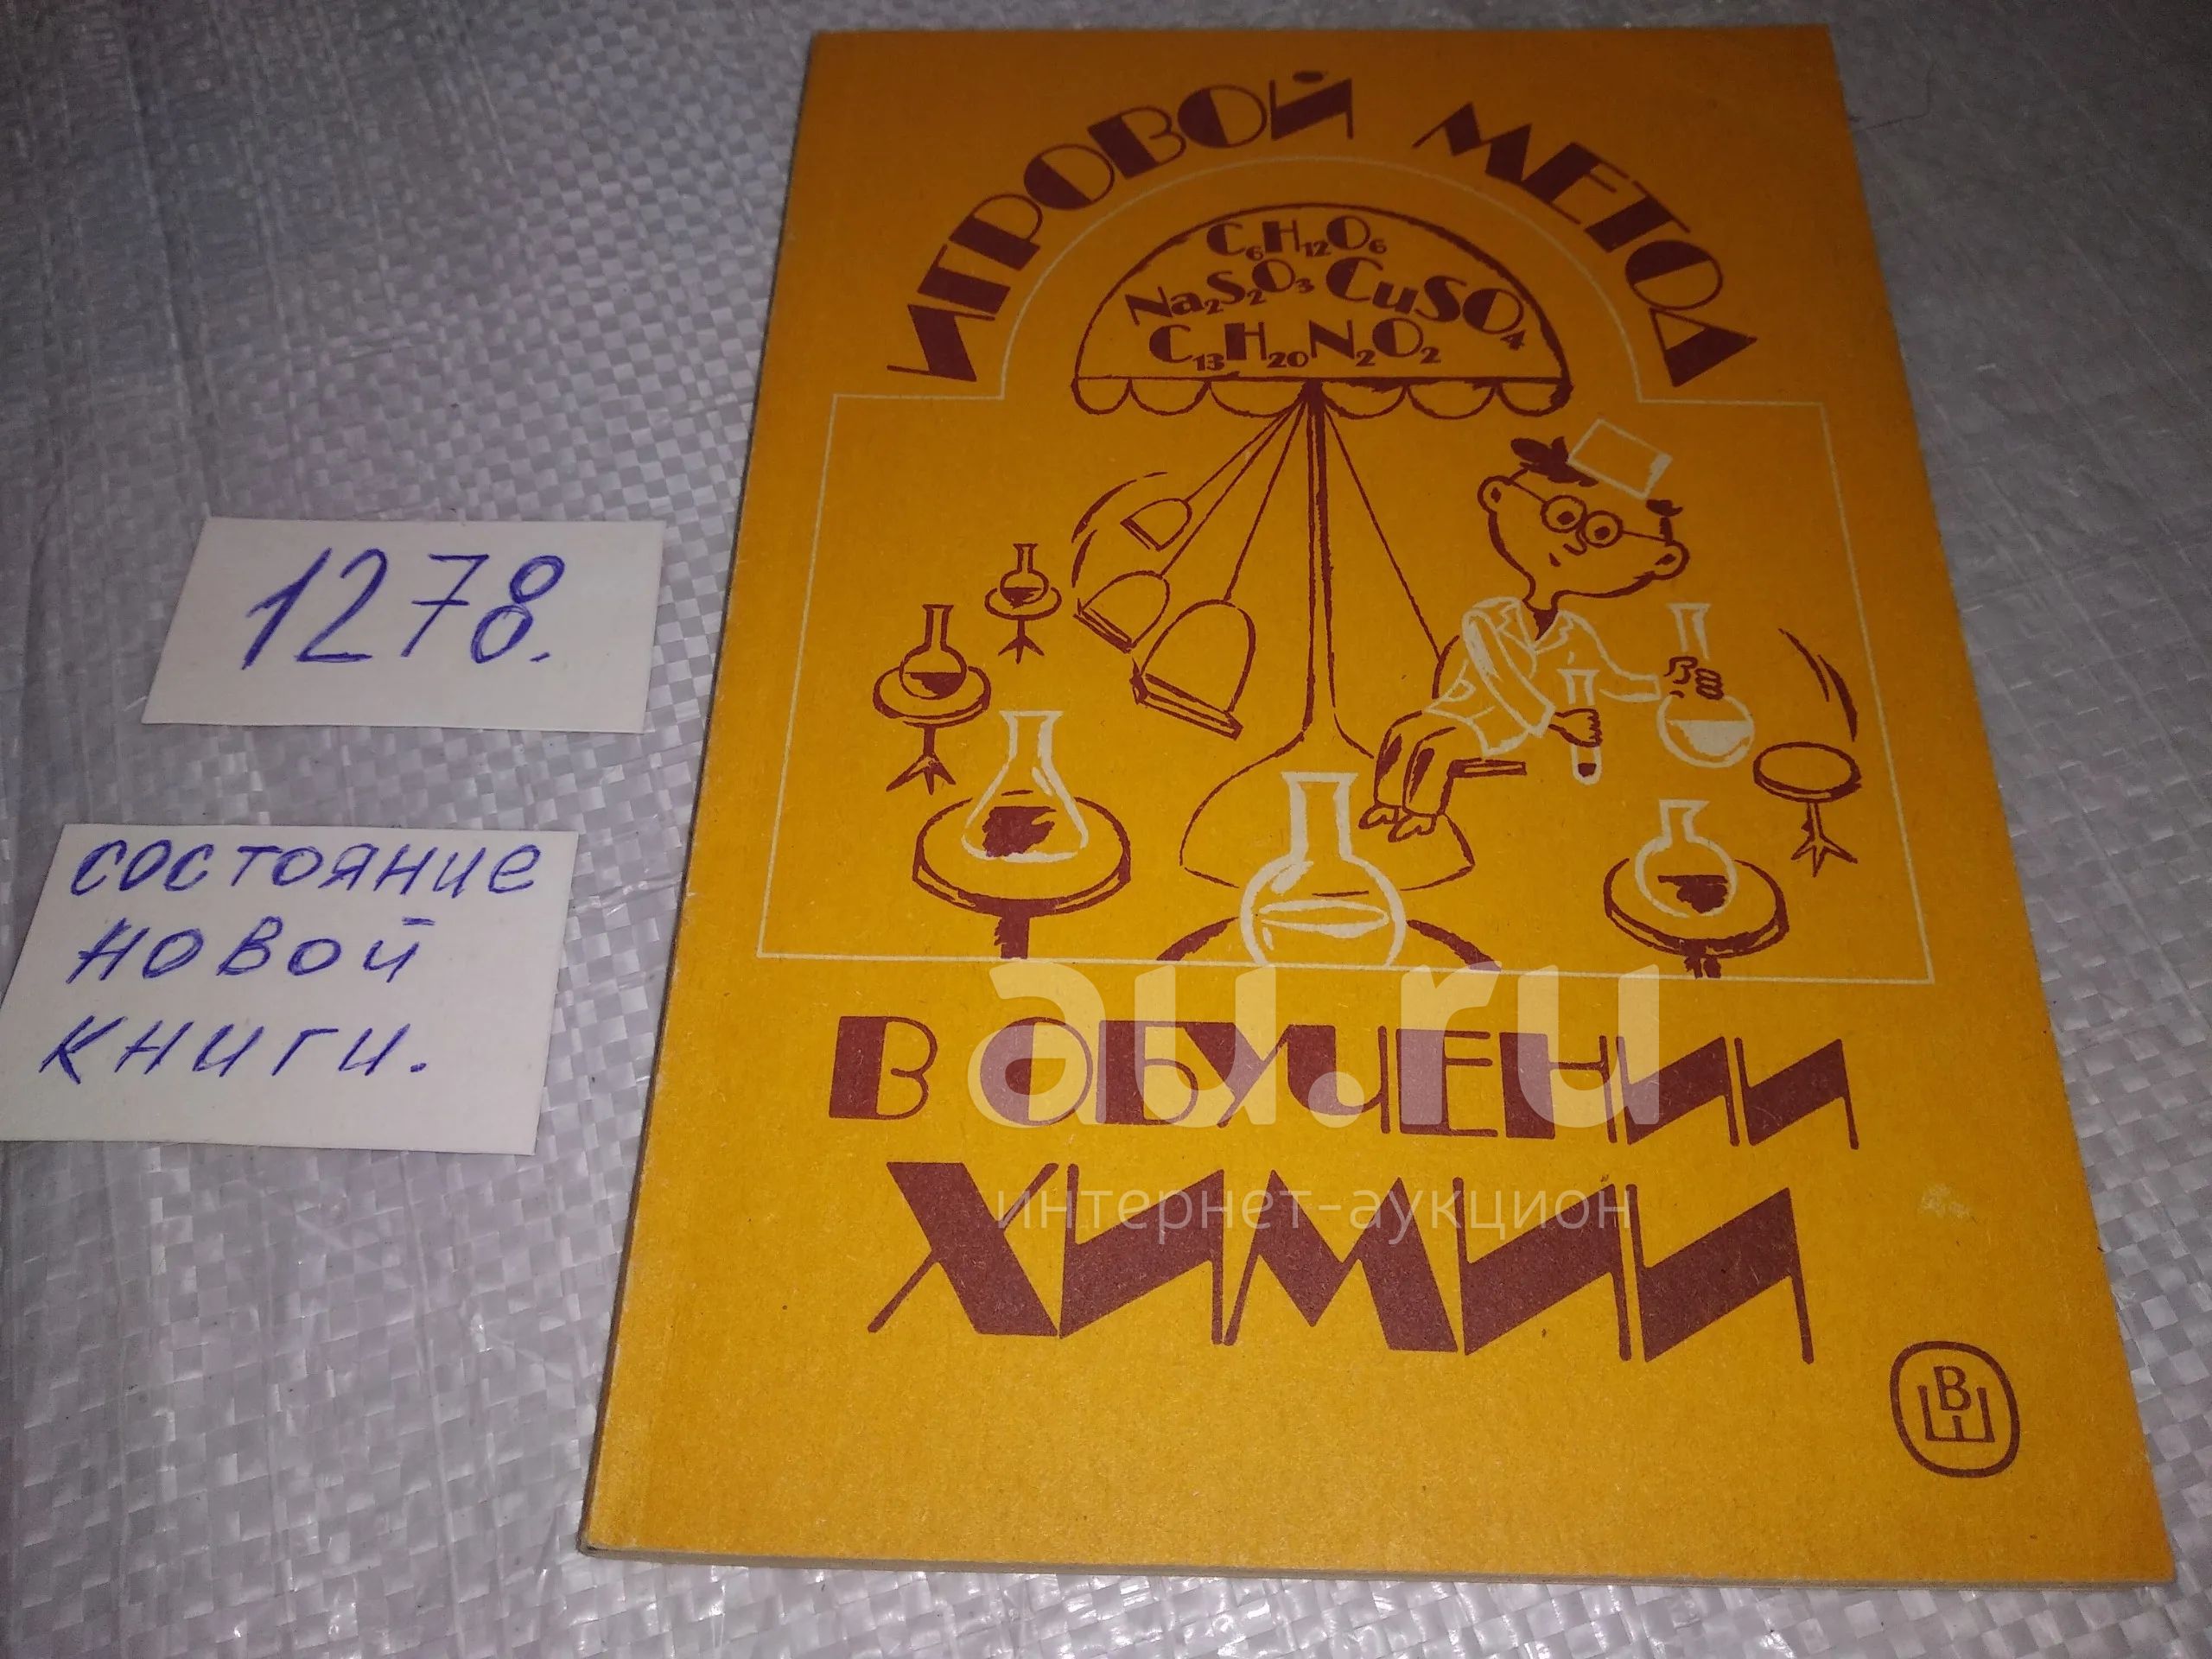 ИГРОВОЙ МЕТОД
C₆H₁₂O₆
Na₂S₂O₃ CuSO₄
C₁₃H₂₀N₂O₂
1278.
состояние
новой
книги.
В ОБУЧЕНИИ
ХИМИИ
au.ru
интернет-аукцион
ВШ